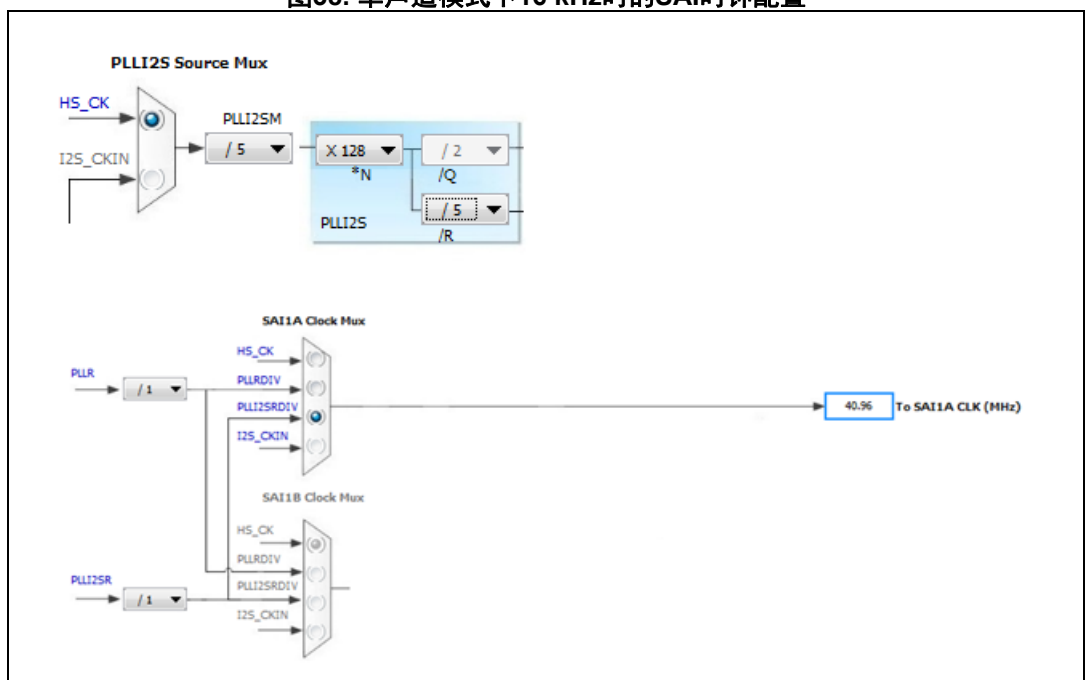 PLLI2S Source Mux
HS_CK
PLLI2SM
I2S_CKIN
/ 5
X 128
/ 2
*N
/Q
/ 5
PLLI2S
/R
SAI1A Clock Mux
HS_CK
PLLR
PLLRDIV
/ 1
PLLI2SRDIV
40.96
To SAI1A CLK (MHz)
I2S_CKIN
SAI1B Clock Mux
HS_CK
PLLRDIV
PLLI2SR
PLLI2SRDIV
/ 1
I2S_CKIN